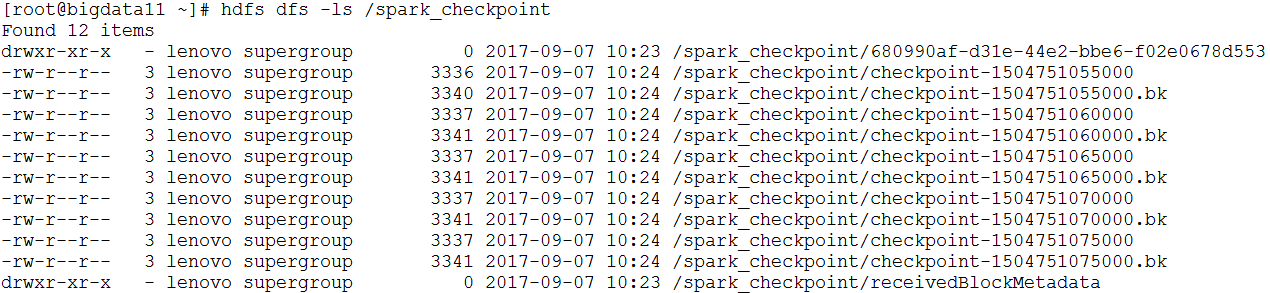 [root@bigdata11 ~]# hdfs dfs -ls /spark_checkpoint
Found 12 items
drwxr-xr-x   - lenovo supergroup          0 2017-09-07 10:23 /spark_checkpoint/680990af-d31e-44e2-bbe6-f02e0678d553
-rw-r--r--   3 lenovo supergroup       3336 2017-09-07 10:24 /spark_checkpoint/checkpoint-1504751055000
-rw-r--r--   3 lenovo supergroup       3340 2017-09-07 10:24 /spark_checkpoint/checkpoint-1504751055000.bk
-rw-r--r--   3 lenovo supergroup       3337 2017-09-07 10:24 /spark_checkpoint/checkpoint-1504751060000
-rw-r--r--   3 lenovo supergroup       3341 2017-09-07 10:24 /spark_checkpoint/checkpoint-1504751060000.bk
-rw-r--r--   3 lenovo supergroup       3337 2017-09-07 10:24 /spark_checkpoint/checkpoint-1504751065000
-rw-r--r--   3 lenovo supergroup       3341 2017-09-07 10:24 /spark_checkpoint/checkpoint-1504751065000.bk
-rw-r--r--   3 lenovo supergroup       3337 2017-09-07 10:24 /spark_checkpoint/checkpoint-1504751070000
-rw-r--r--   3 lenovo supergroup       3341 2017-09-07 10:24 /spark_checkpoint/checkpoint-1504751070000.bk
-rw-r--r--   3 lenovo supergroup       3337 2017-09-07 10:24 /spark_checkpoint/checkpoint-1504751075000
-rw-r--r--   3 lenovo supergroup       3341 2017-09-07 10:24 /spark_checkpoint/checkpoint-1504751075000.bk
drwxr-xr-x   - lenovo supergroup          0 2017-09-07 10:23 /spark_checkpoint/receivedBlockMetadata